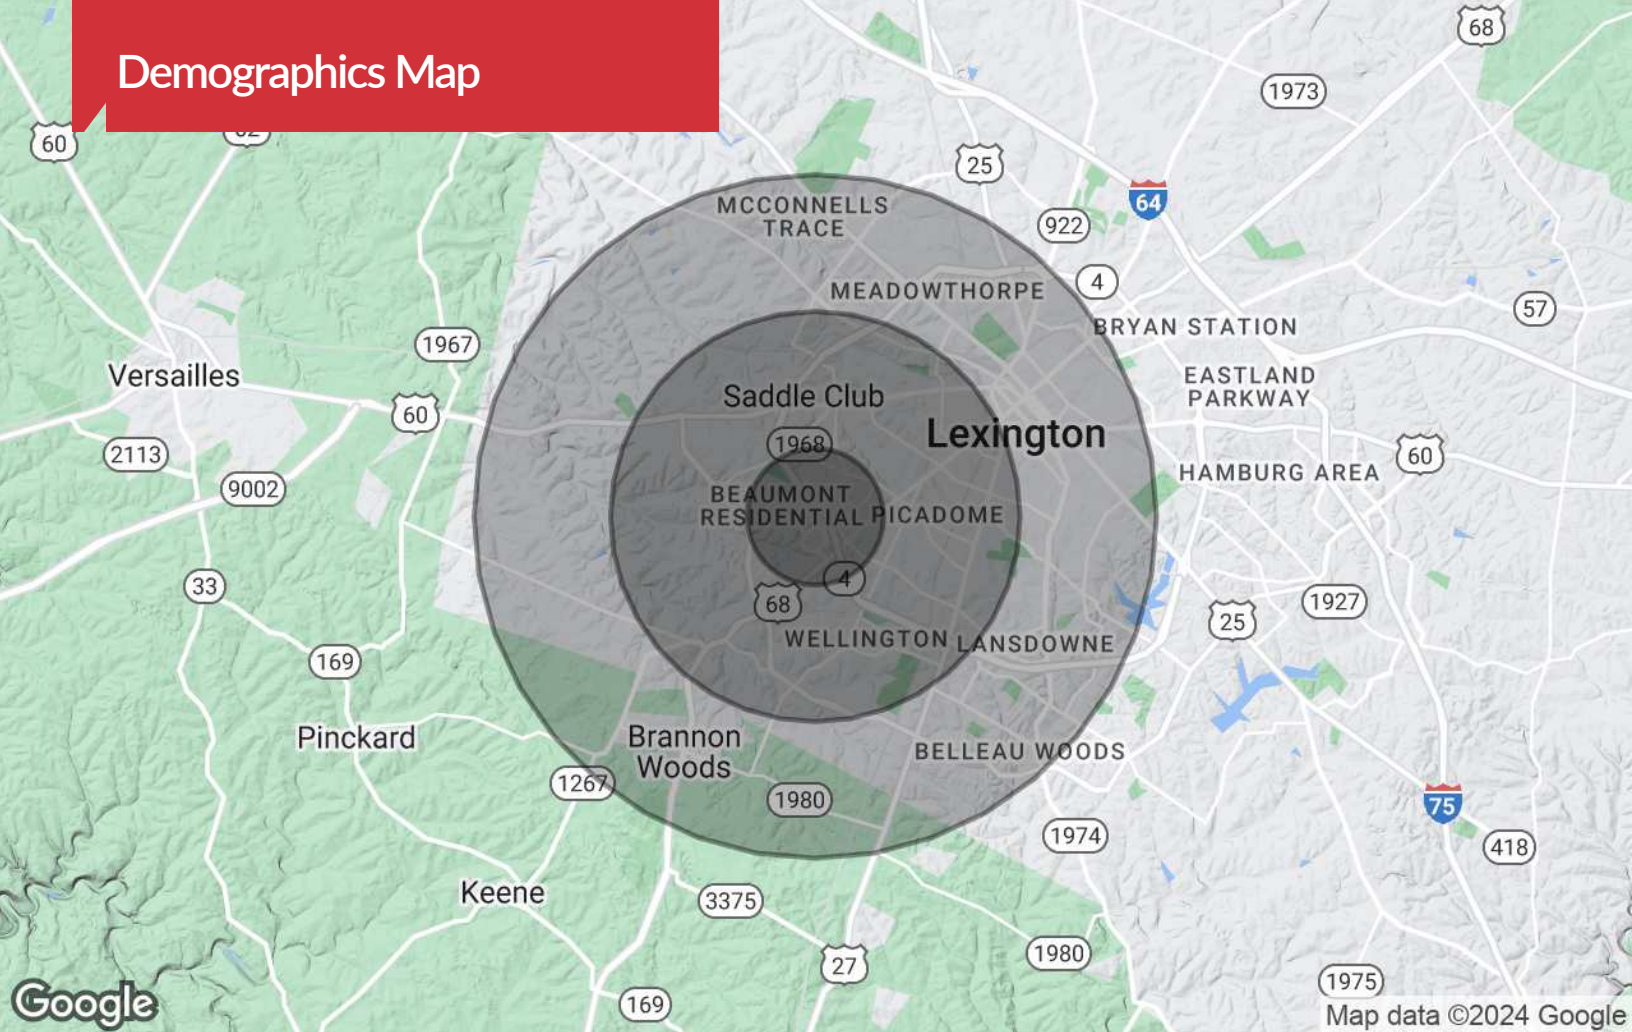 Demographics Map
68
1973
60
62
25
64
MCCONNELLS
TRACE
922
4
MEADOWTHORPE
57
BRYAN STATION
1967
Versailles
EASTLAND
PARKWAY
60
Saddle Club
Lexington
1968
2113
60
HAMBURG AREA
9002
BEAUMONT
RESIDENTIAL
PICADOME
4
33
68
1927
25
WELLINGTON
LANSDOWNE
169
Pinckard
Brannon
Woods
BELLEAU WOODS
1267
1980
75
1974
418
Keene
3375
27
1980
1975
169
Google
Map data ©2024 Google